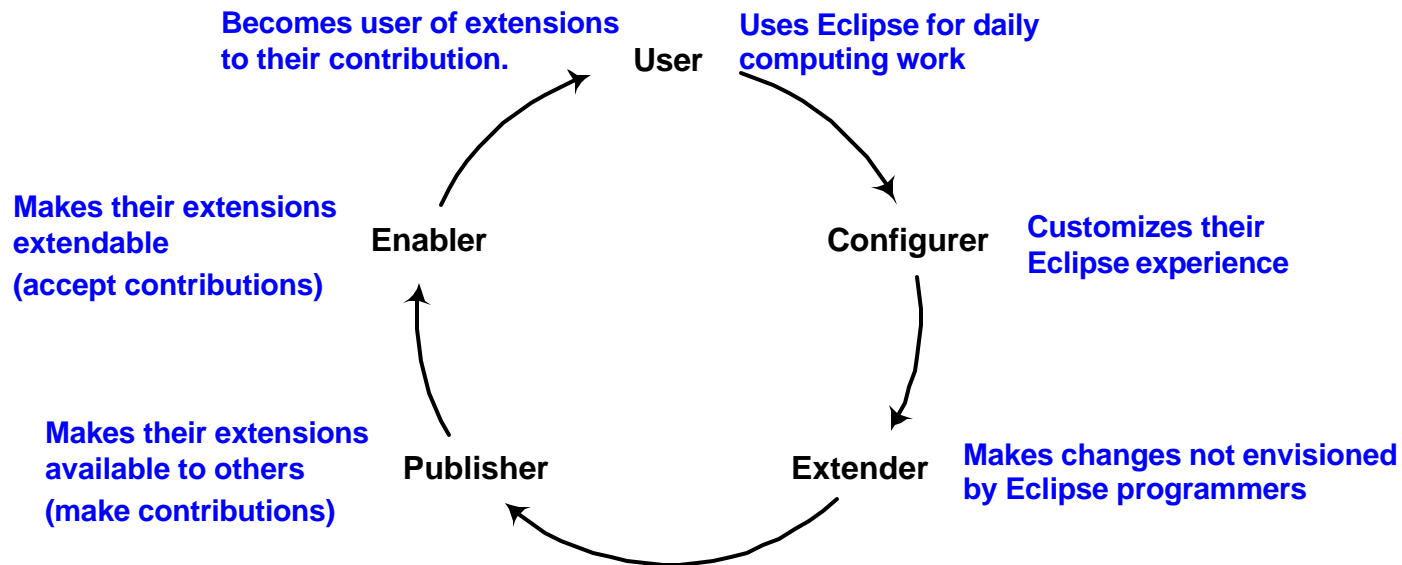 Becomes user of extensions
to their contribution.
User
Uses Eclipse for daily
computing work
Makes their extensions
extendable
(accept contributions)
Enabler
Configurer
Customizes their
Eclipse experience
Makes their extensions
available to others
(make contributions)
Publisher
Extender
Makes changes not envisioned
by Eclipse programmers